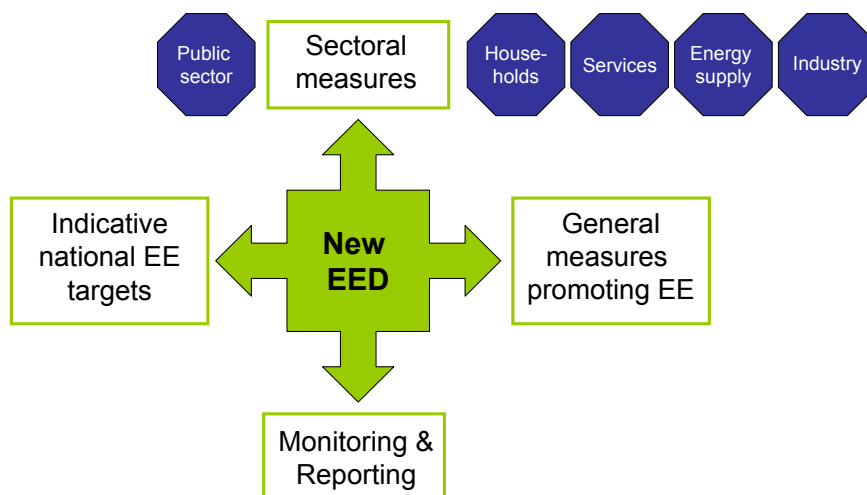 Public
sector
Sectoral
measures
House-
holds
Services
Energy
supply
Industry
Indicative
national EE
targets
New
EED
General
measures
promoting EE
Monitoring &
Reporting